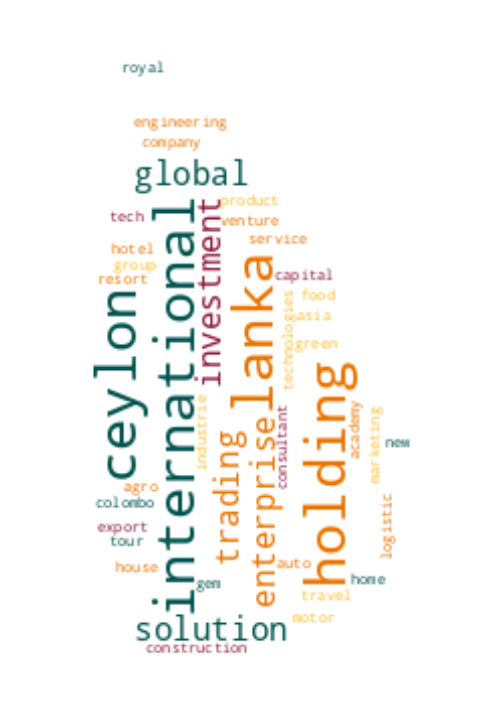 royal
engineering
company
global
product
tech
investment
venture
service
international
hotel
group
resort
capital
lanka
ceylon
food
technologies
asia
green
holding
industrie
consultant
academy
marketing
new
trading
enterprise
agro
colombo
logistic
export
tour
house
auto
gem
home
travel
motor
solution
construction